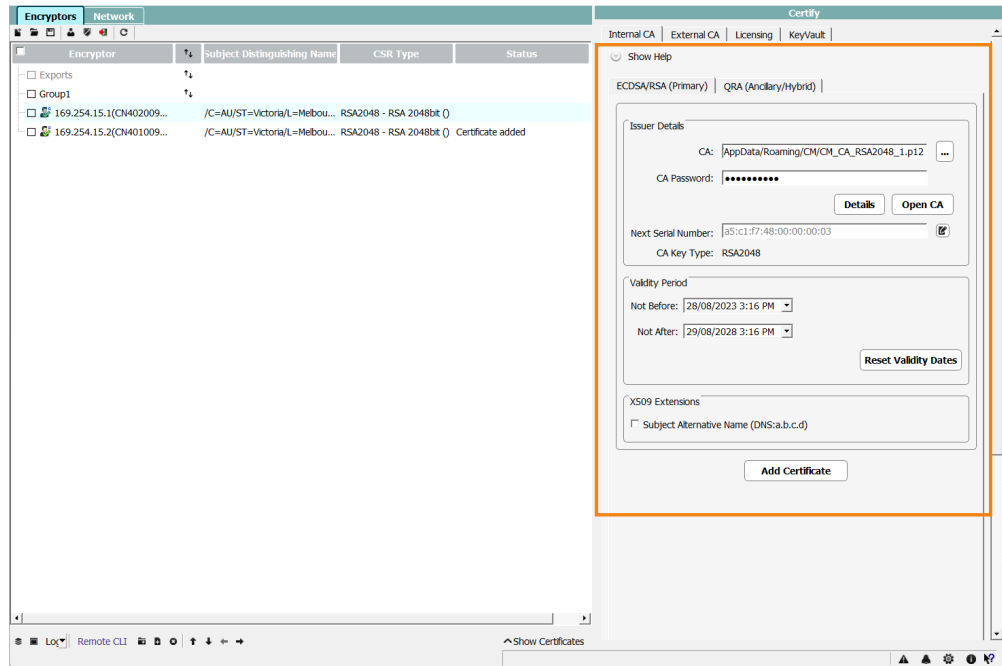 Encryptors Network
Certify
Internal CA External CA Licensing KeyVault
Encryptor Subject Distinguishing Name CSR Type Status
Show Help
Exports
Group1
ECDSA/RSA (Primary) QRA (Ancillary/Hybrid)
169.254.15.1(CN402009... /C=AU/ST=Victoria/L=Melbou... RSA2048 - RSA 2048bit ()
169.254.15.2(CN401009... /C=AU/ST=Victoria/L=Melbou... RSA2048 - RSA 2048bit () Certificate added
Issuer Details
CA: /AppData/Roaming/CM/CM_CA_RSA2048_1.p12 ...
CA Password: ●●●●●●●●●●
Details Open CA
Next Serial Number: a5:c1:f7:48:00:00:00:03
CA Key Type: RSA2048
Validity Period
Not Before: 28/08/2023 3:16 PM
Not After: 29/08/2028 3:16 PM
Reset Validity Dates
X509 Extensions
Subject Alternative Name (DNS:a.b.c.d)
Add Certificate
Remote CLI Show Certificates